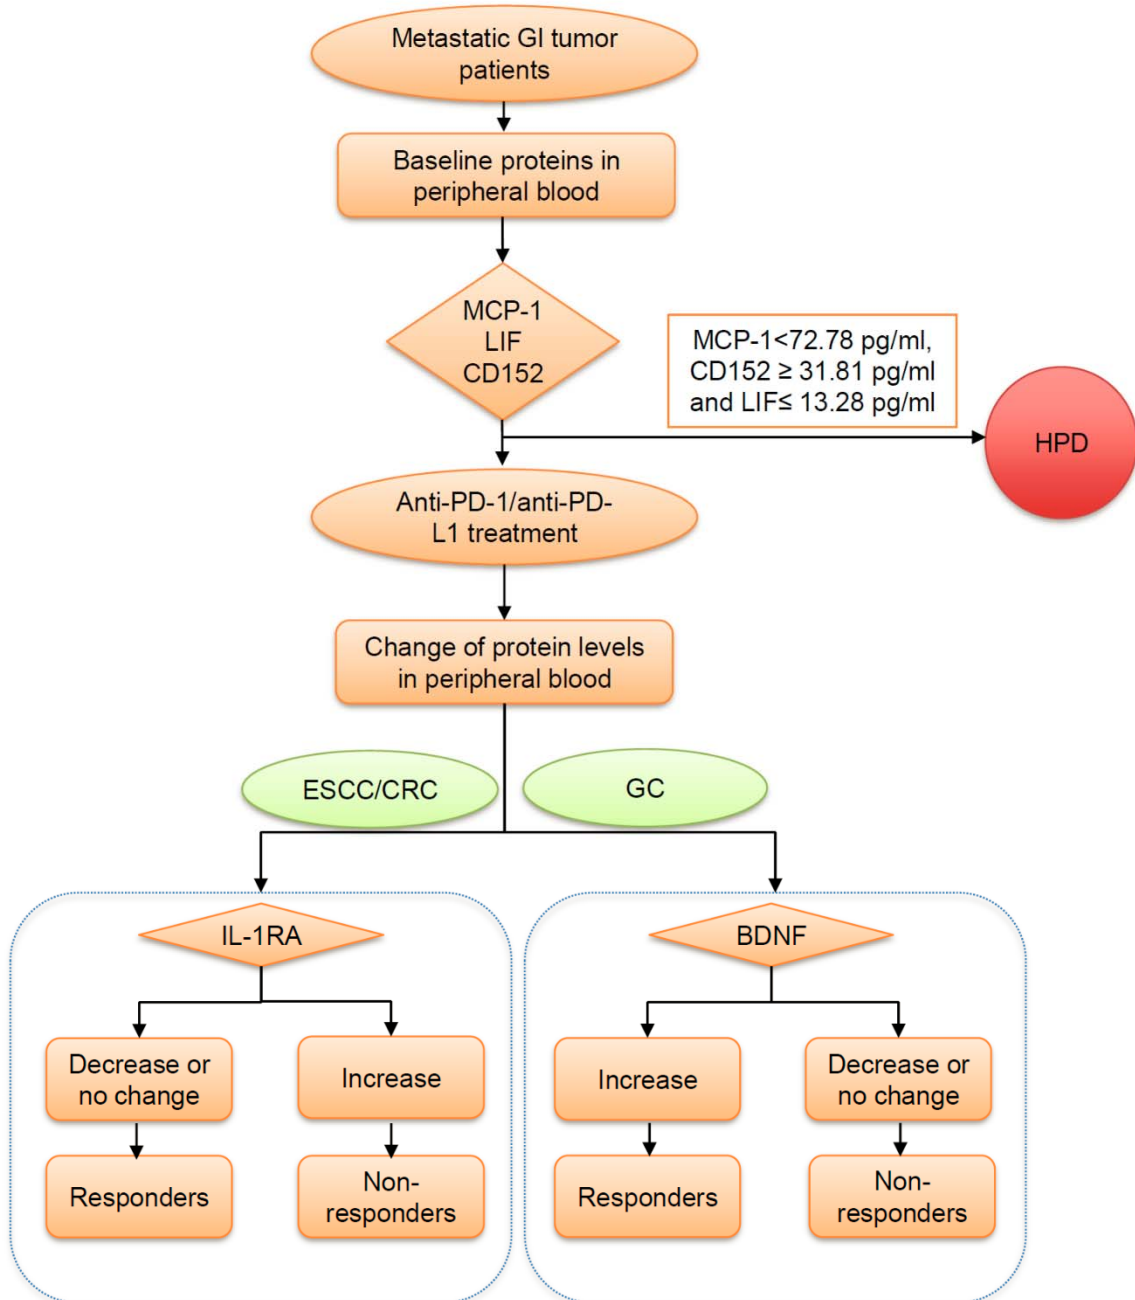 Metastatic GI tumor
patients
Baseline proteins in
peripheral blood
MCP-1
LIF
CD152
MCP-1<72.78 pg/ml,
CD152 ≥ 31.81 pg/ml
and LIF≤ 13.28 pg/ml
HPD
Anti-PD-1/anti-PD-
L1 treatment
Change of protein levels
in peripheral blood
ESCC/CRC
GC
IL-1RA
Decrease or
no change
Increase
Responders
Non-
responders
BDNF
Increase
Decrease or
no change
Responders
Non-
responders